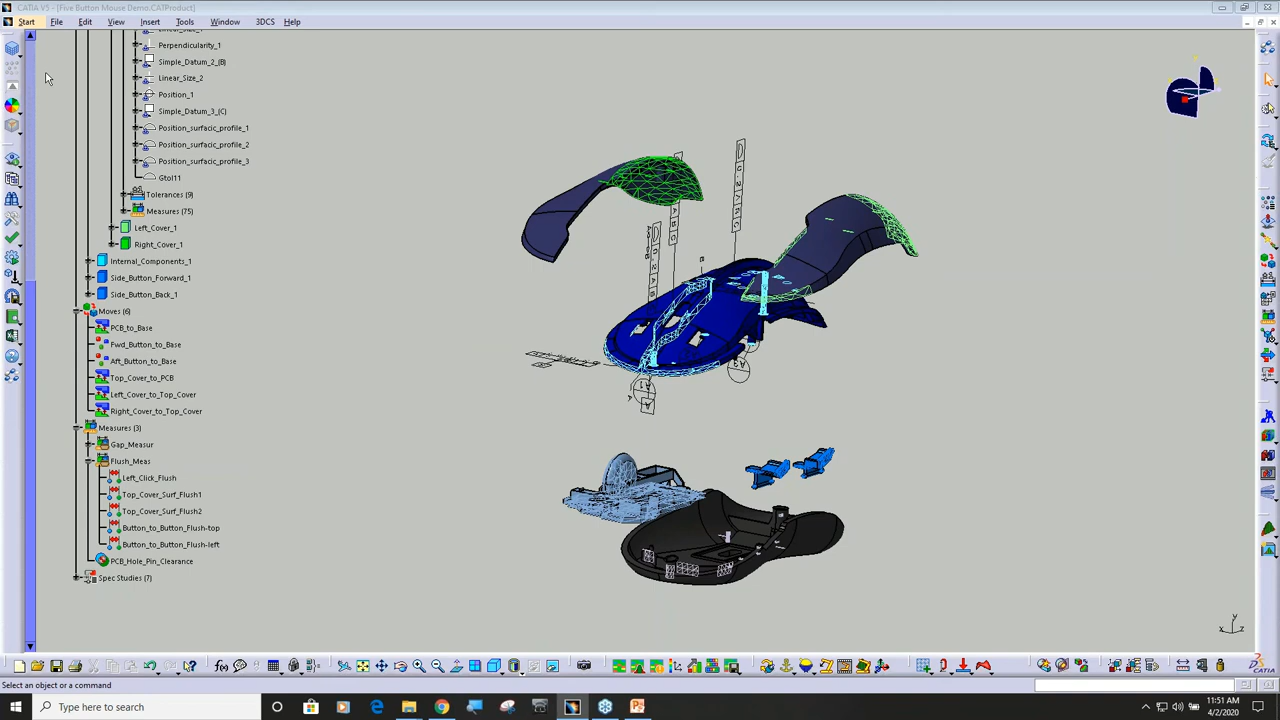 CATIA V5 - [Five Button Mouse Demo.CATProduct]
Start File Edit View Insert Tools Window 3DCS Help
Perpendicularity_1
Simple_Datum_2_(B)
Linear_Size_2
Position_1
Simple_Datum_3_(C)
Position_surfacic_profile_1
Position_surfacic_profile_2
Position_surfacic_profile_3
Gtol11
Tolerances (9)
Measures (75)
Left_Cover_1
Right_Cover_1
Internal_Components_1
Side_Button_Forward_1
Side_Button_Back_1
Moves (6)
PCB_to_Base
Fwd_Button_to_Base
Aft_Button_to_Base
Top_Cover_to_PCB
Left_Cover_to_Top_Cover
Right_Cover_to_Top_Cover
Measures (3)
Gap_Measur
Flush_Meas
Left_Click_Flush
Top_Cover_Surf_Flush1
Top_Cover_Surf_Flush2
Button_to_Button_Flush-top
Button_to_Button_Flush-left
PCB_Hole_Pin_Clearance
Spec Studies (7)
Select an object or a command
Type here to search
11:51 AM
4/2/2020
CATIA